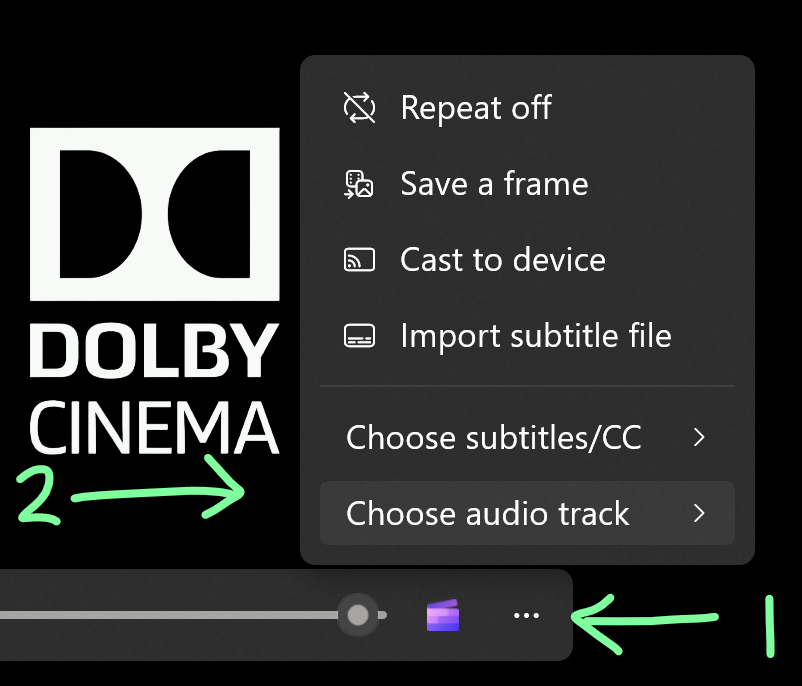 Repeat off
Save a frame
Cast to device
Import subtitle file
DOLBY
CINEMA
Choose subtitles/CC
Choose audio track
2
1